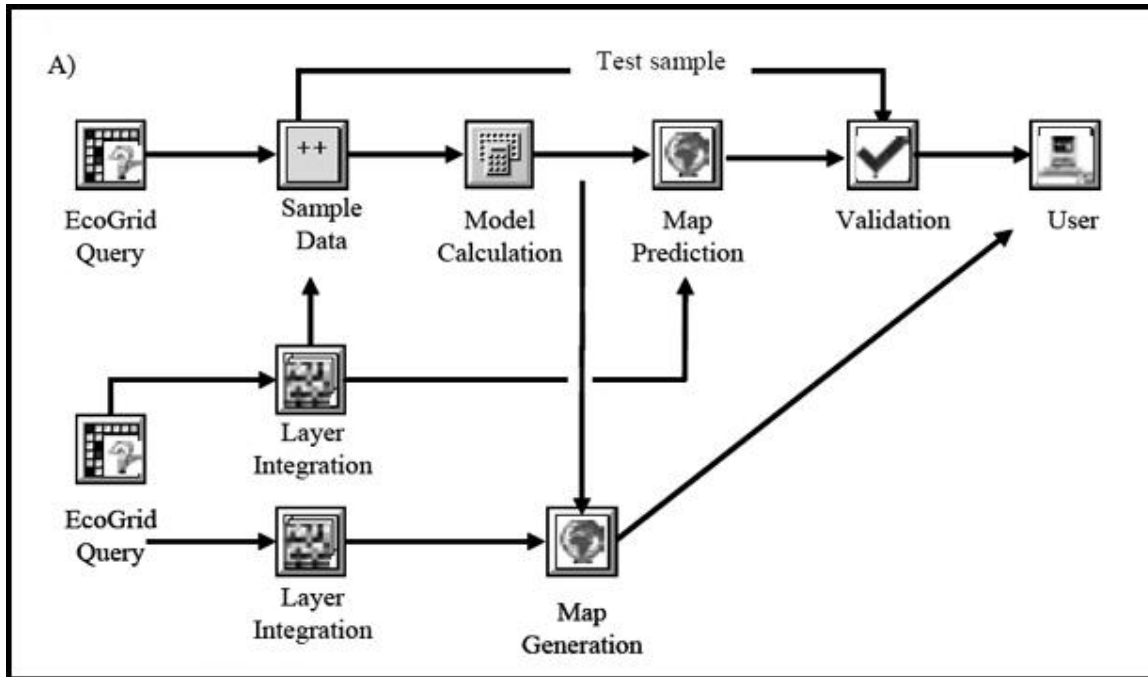 A)
Test sample
++
EcoGrid
Query
Sample
Data
Model
Calculation
Map
Prediction
Validation
User
Layer
Integration
EcoGrid
Query
Layer
Integration
Map
Generation